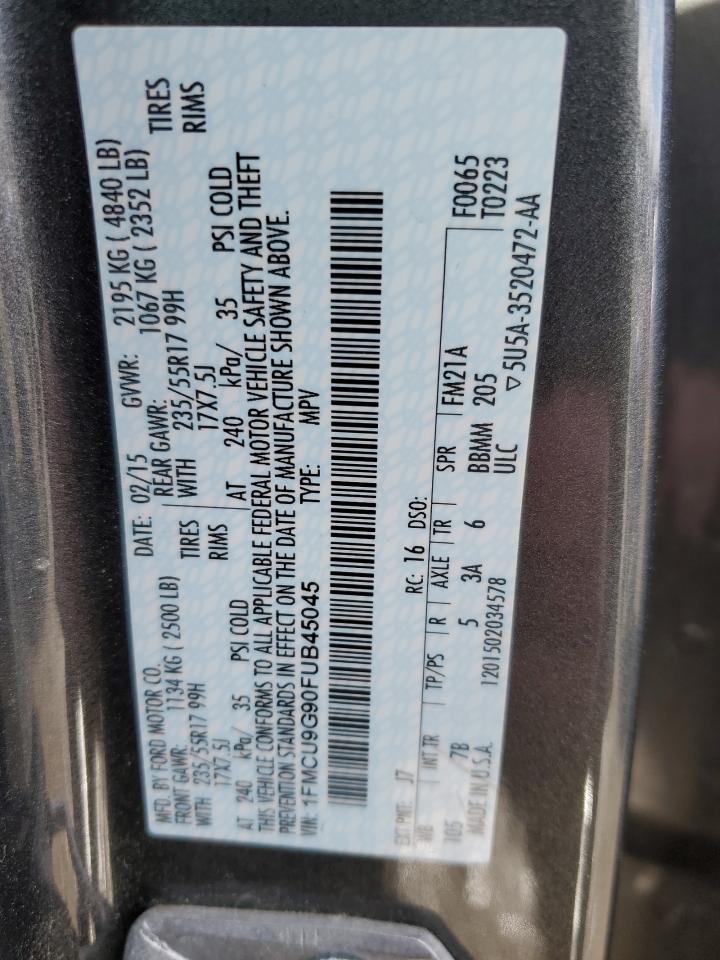 MFD. BY FORD MOTOR CO.
DATE: 02/15 GVWR: 2195 KG ( 4840 LB)
FRONT GAWR: 1134 KG ( 2500 LB) REAR GAWR: 1067 KG ( 2352 LB)
WITH 235/55R17 99H TIRES WITH 235/55R17 99H TIRES
17X7.5J RIMS 17X7.5J RIMS
AT 240 kPa/ 35 PSI COLD AT 240 kPa/ 35 PSI COLD
THIS VEHICLE CONFORMS TO ALL APPLICABLE FEDERAL MOTOR VEHICLE SAFETY AND THEFT
PREVENTION STANDARDS IN EFFECT ON THE DATE OF MANUFACTURE SHOWN ABOVE.
VIN: 1FMCU9G90FUB45045 TYPE: MPV
EXT PNT: J7 RC: 16 DSO: F0065
WB INT TR TP/PS R AXLE TR SPR FM21A T0223
105 7B 5 3A 6 BBMM 205
MADE IN U.S.A. 1201502034578 ULC ▽5U5A-3520472-AA